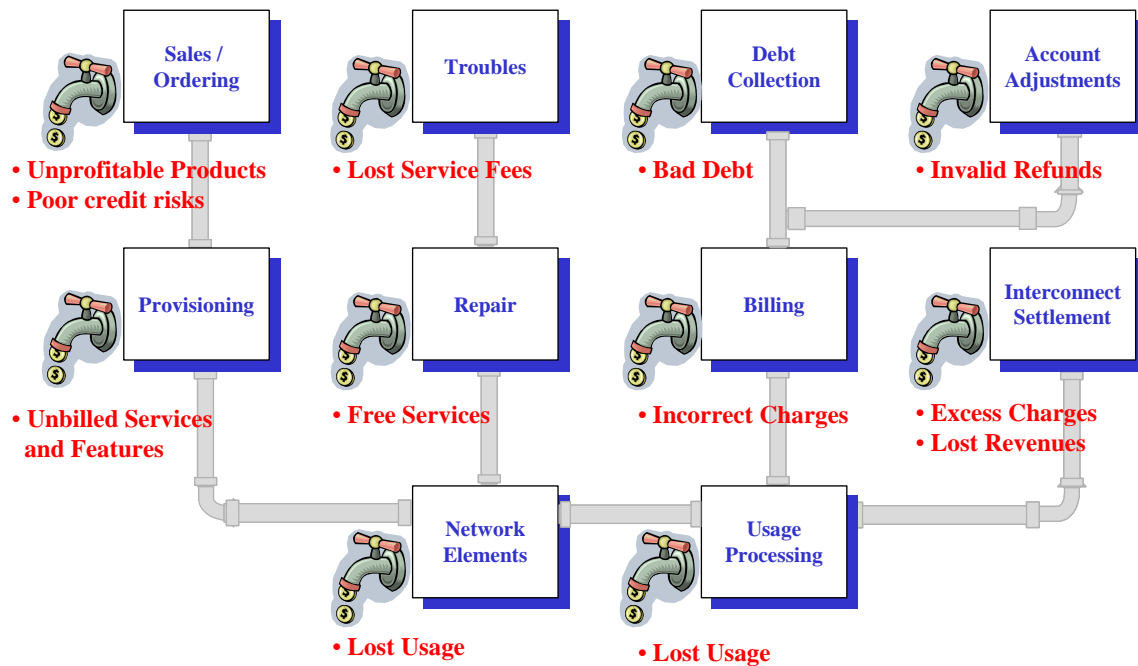 Sales /
Ordering
Troubles
Debt
Collection
Account
Adjustments
$
$
$
$
$
$
$
$
• Unprofitable Products
• Poor credit risks
• Lost Service Fees
• Bad Debt
• Invalid Refunds
Provisioning
Repair
Billing
Interconnect
Settlement
$
$
$
$
$
$
$
$
• Unbilled Services
and Features
• Free Services
• Incorrect Charges
• Excess Charges
• Lost Revenues
Network
Elements
Usage
Processing
$
$
$
$
• Lost Usage
• Lost Usage